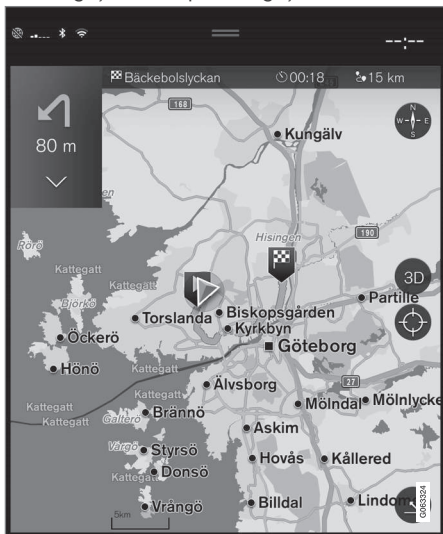 --:--
Bäckebolslyckan 00:18 15 km
80 m
168
Kungälv
W E
S
190
Hisingen
Rörö
Kattegatt
Kattegatt
3D
Björkö
Partille
Torslanda
Biskopsgården
Kyrkbyn
Öckerö
Göteborg
Hönö
Kattegatt
27
Älvsborg
Mölndal
Mölnlycke
Kattegatt
Kattegatt
Brännö
Galterö
Kattegatt
Askim
Vargö
Styrsö
Hovås
Kållered
Donsö
Kattegatt
Vrångö
Billdal
5km
G063324